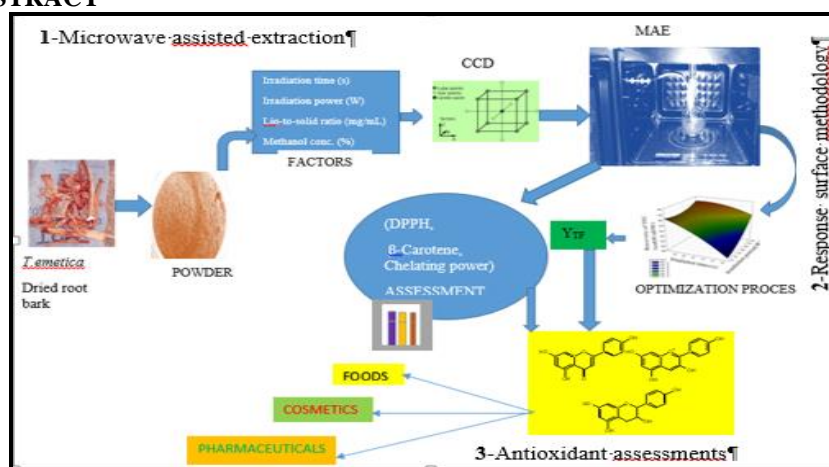 STRACT
1-Microwave·assisted·extraction¶
MAE
CCD
Irradiation time (s)
Irradiation power (W)
Liq-to-solid ratio (mg/mL)
Methanol conc. (%)
FACTORS
2-Response· surface· methodology¶
T.emetica
Dried root
bark
POWDER
(DPPH,
ß-Carotene,
Chelating power)
ASSESSMENT
YTF
OPTIMIZATION PROCES
FOODS
COSMETICS
PHARMACEUTICALS
3-Antioxidant·assessments¶